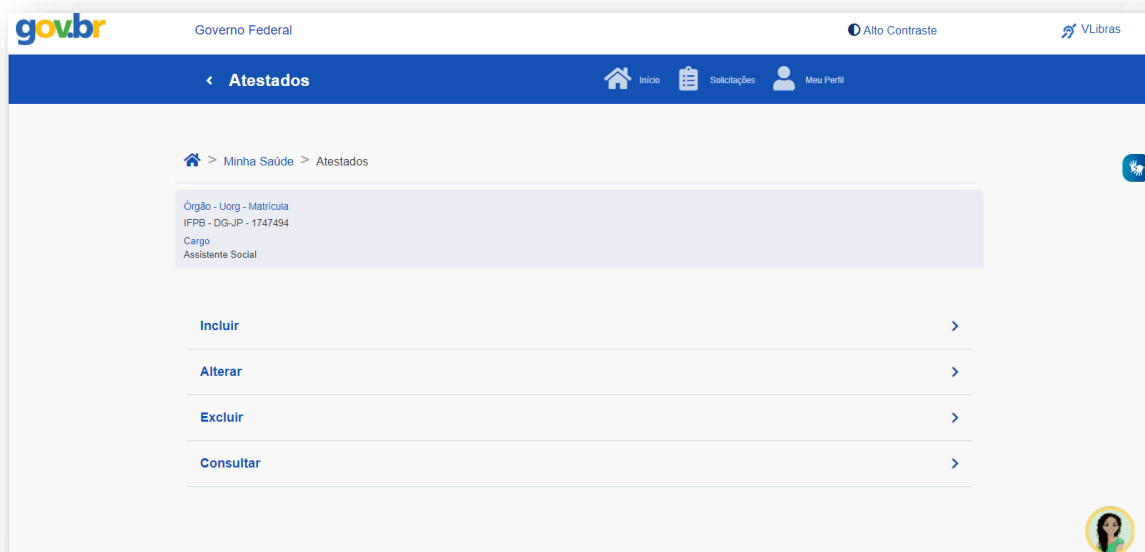 gov.br
Governo Federal
Alto Contraste
VLibras
Atestados
Início
Solicitações
Meu Perfil
> Minha Saúde > Atestados
Órgão - Uorg - Matrícula
IFPB - DG-JP - 1747494
Cargo
Assistente Social
Incluir
Alterar
Excluir
Consultar